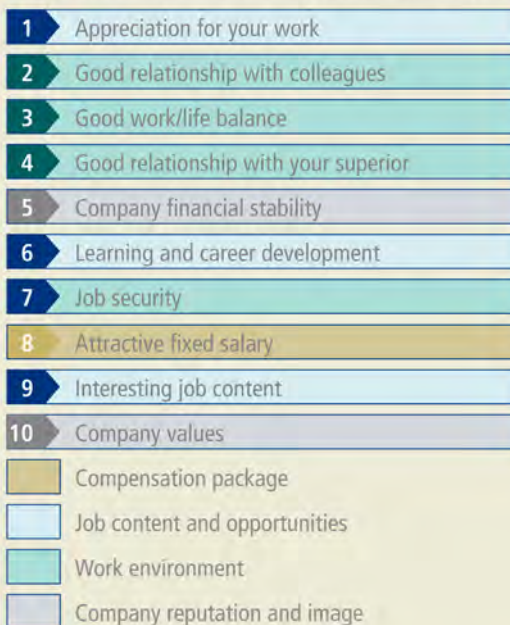 1 Appreciation for your work
2 Good relationship with colleagues
3 Good work/life balance
4 Good relationship with your superior
5 Company financial stability
6 Learning and career development
7 Job security
8 Attractive fixed salary
9 Interesting job content
10 Company values
Compensation package
Job content and opportunities
Work environment
Company reputation and image